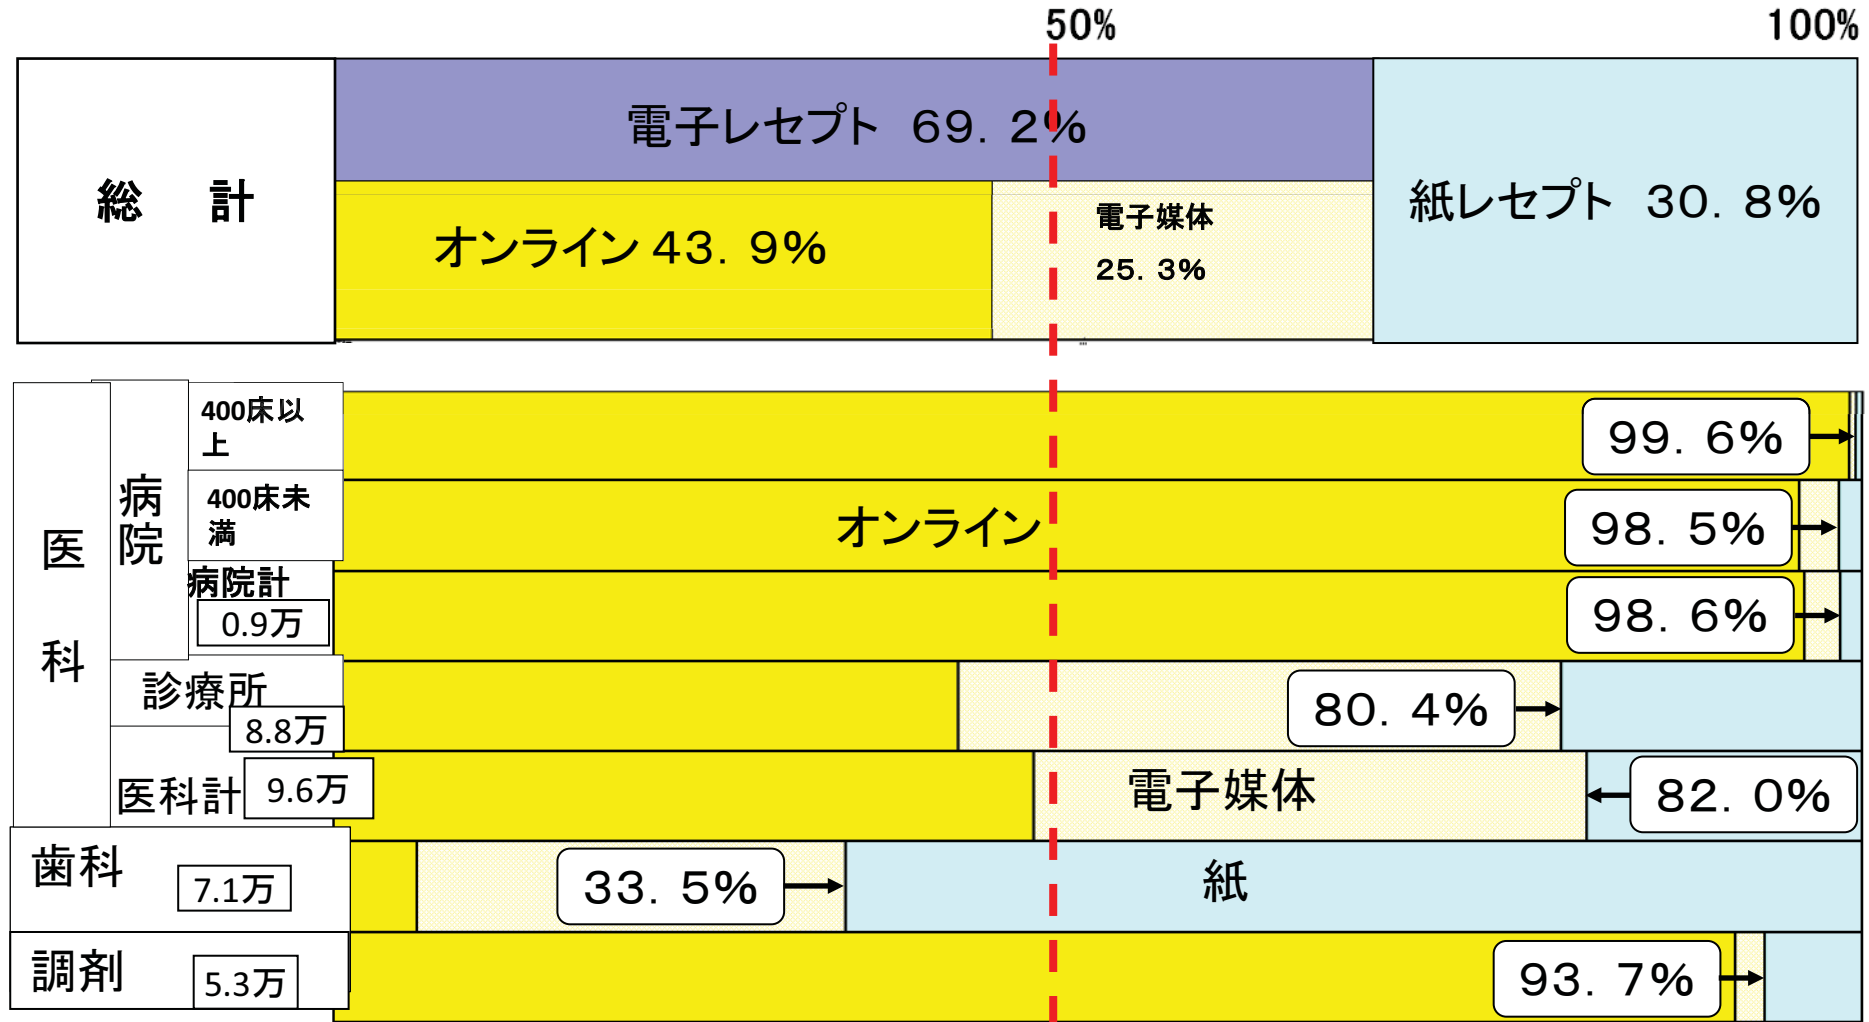 50%
100%
総　計
電子レセプト　69．2%
オンライン 43．9%
電子媒体
25．3%
紙レセプト　30．8%
医
科
病
院
400床以
上
99．6%
400床未
満
オンライン
98．5%
病院計
0.9万
98．6%
診療所
8.8万
80．4%
医科計
9.6万
電子媒体
82．0%
歯科
7.1万
33．5%
紙
調剤
5.3万
93．7%